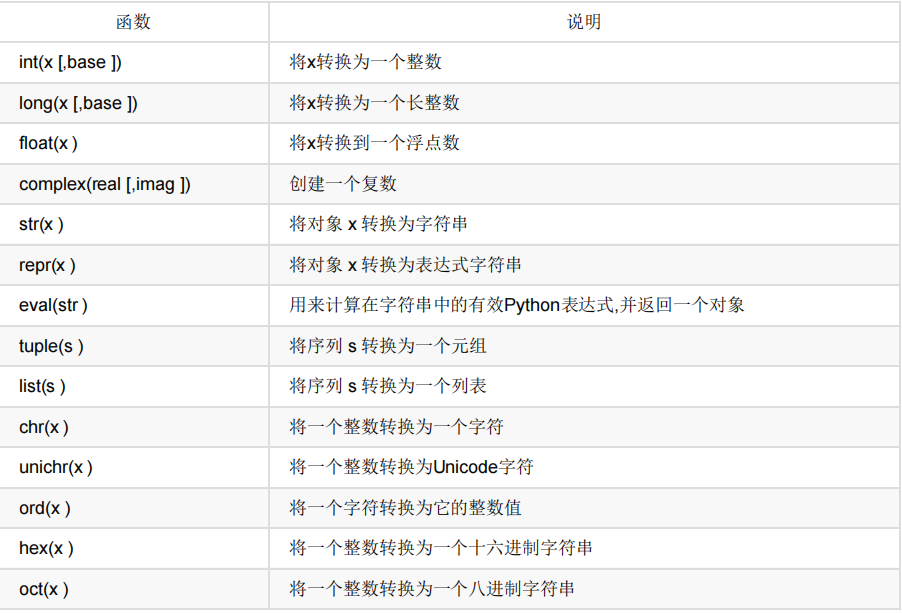 函数 说明
int(x [,base ]) 将x转换为一个整数
long(x [,base ]) 将x转换为一个长整数
float(x ) 将x转换到一个浮点数
complex(real [,imag ]) 创建一个复数
str(x ) 将对象 x 转换为字符串
repr(x ) 将对象 x 转换为表达式字符串
eval(str ) 用来计算在字符串中的有效Python表达式,并返回一个对象
tuple(s ) 将序列 s 转换为一个元组
list(s ) 将序列 s 转换为一个列表
chr(x ) 将一个整数转换为一个字符
unichr(x ) 将一个整数转换为Unicode字符
ord(x ) 将一个字符转换为它的整数值
hex(x ) 将一个整数转换为一个十六进制字符串
oct(x ) 将一个整数转换为一个八进制字符串